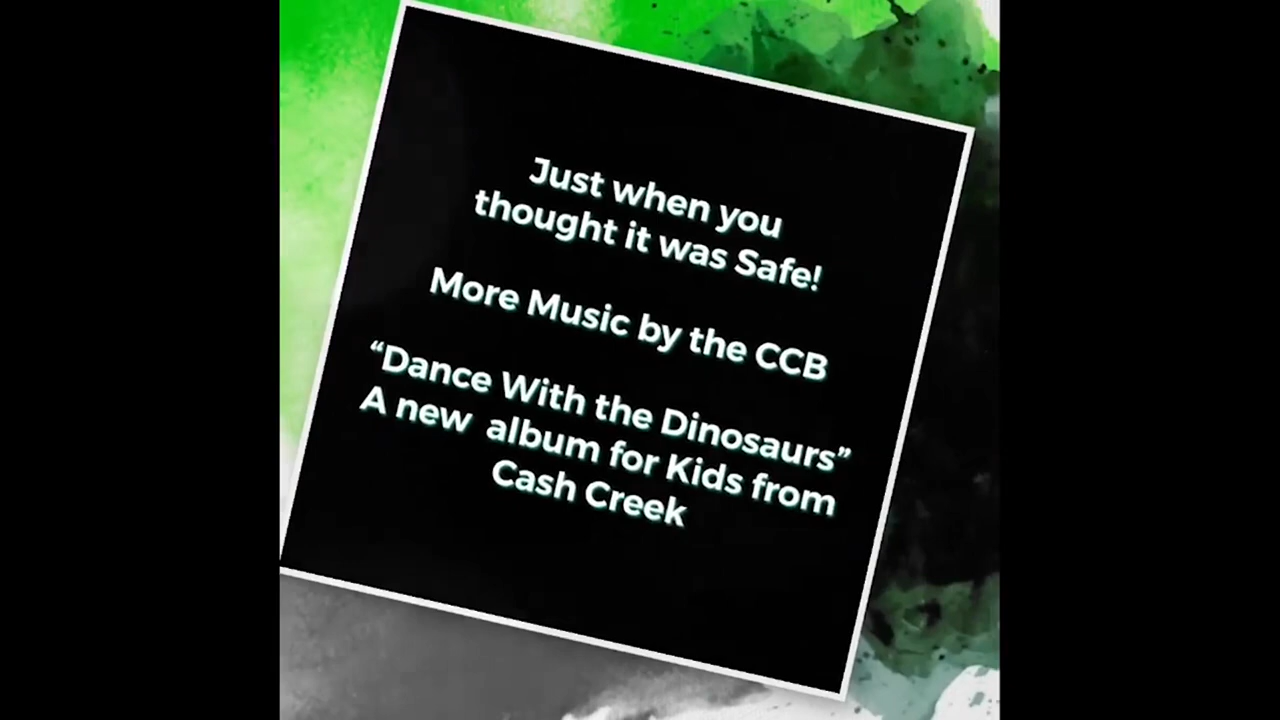 Just when you
thought it was Safe!
More Music by the CCB
“Dance With the Dinosaurs”
A new album for Kids from
Cash Creek